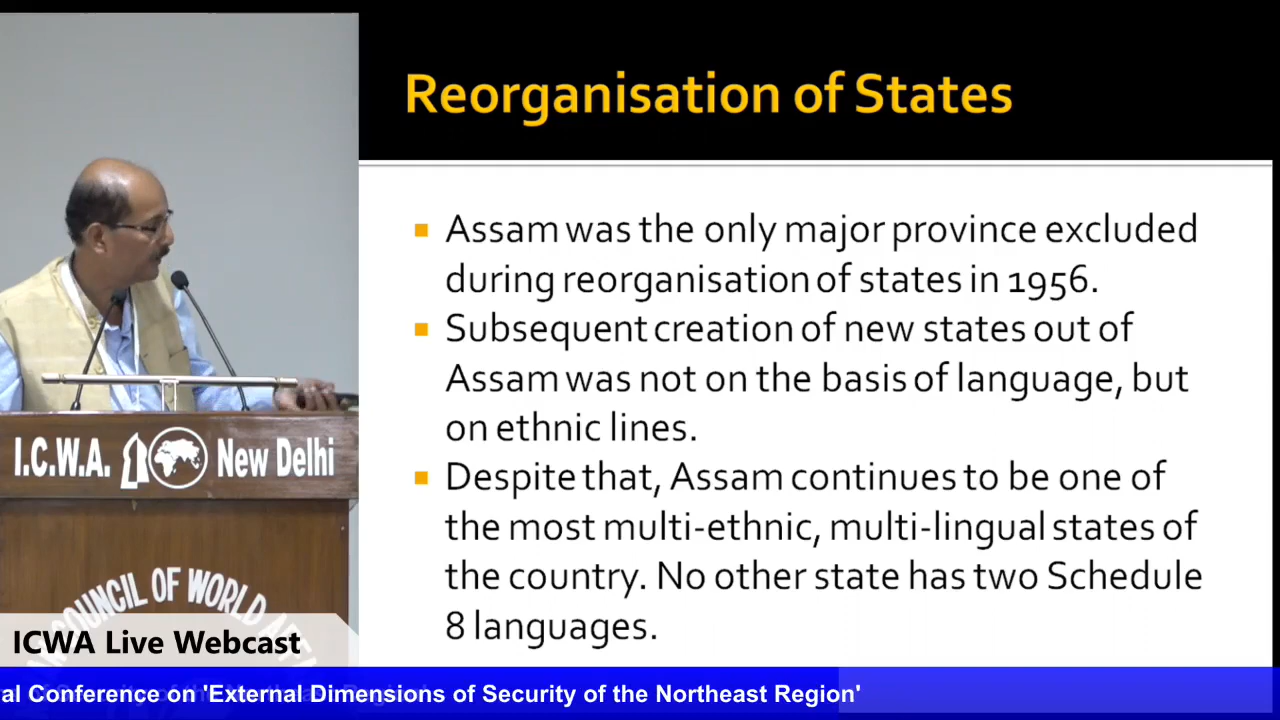 Reorganisation of States
Assam was the only major province excluded
during reorganisation of states in 1956.
Subsequent creation of new states out of
Assam was not on the basis of language, but
on ethnic lines.
Despite that, Assam continues to be one of
the most multi-ethnic, multi-lingual states of
the country. No other state has two Schedule
8 languages.
I.C.W.A. New Delhi
COUNCIL OF WORLD
ICWA Live Webcast
al Conference on 'External Dimensions of Security of the Northeast Region'